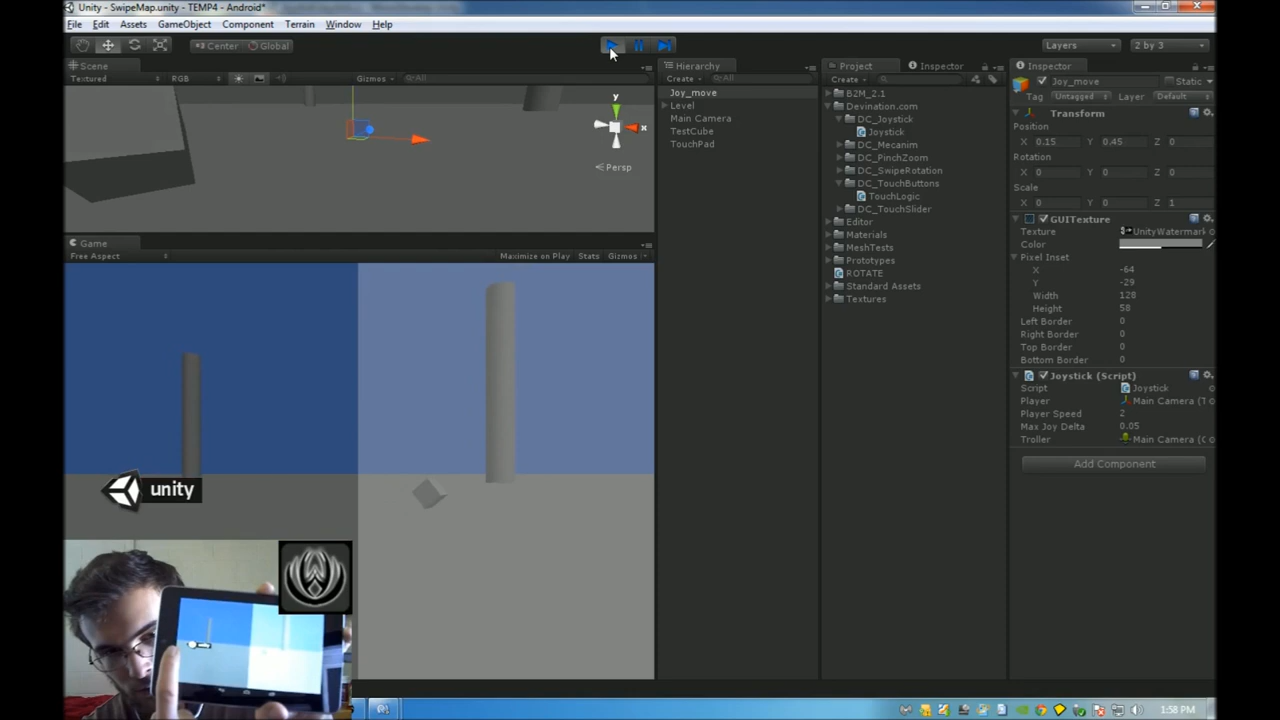 Unity - SwipeMap.unity - TEMP4 - Android*
File Edit Assets GameObject Component Terrain Window Help
Center Global Layers 2 by 3
Scene
Textured RGB Gizmos All
y
x
Persp
Game
Free Aspect Maximize on Play Stats Gizmos
unity
Hierarchy
Create All
Joy_move
Level
Main Camera
TestCube
TouchPad
Project Inspector
Create
B2M_2.1
Devination.com
DC_Joystick
Joystick
DC_Mecanim
DC_PinchZoom
DC_SwipeRotation
DC_TouchButtons
TouchLogic
DC_TouchSlider
Editor
Materials
MeshTests
Prototypes
ROTATE
Standard Assets
Textures
Inspector
Joy_move Static
Tag Untagged Layer Default
Transform
Position
X 0.15 Y 0.45 Z 0
Rotation
X 0 Y 0 Z 0
Scale
X 0 Y 0 Z 1
GUITexture
Texture UnityWatermark
Color
Pixel Inset
X -64
Y -29
Width 128
Height 58
Left Border 0
Right Border 0
Top Border 0
Bottom Border 0
Joystick (Script)
Script Joystick
Player Main Camera (T
Player Speed 2
Max Joy Delta 0.05
Troller Main Camera (C
Add Component
1:58 PM